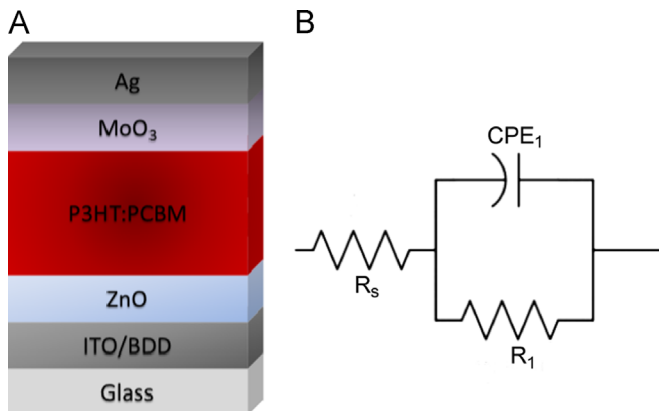 A
Ag
MoO₃
P3HT:PCBM
ZnO
ITO/BDD
Glass
B
CPE₁
Rₛ
R₁